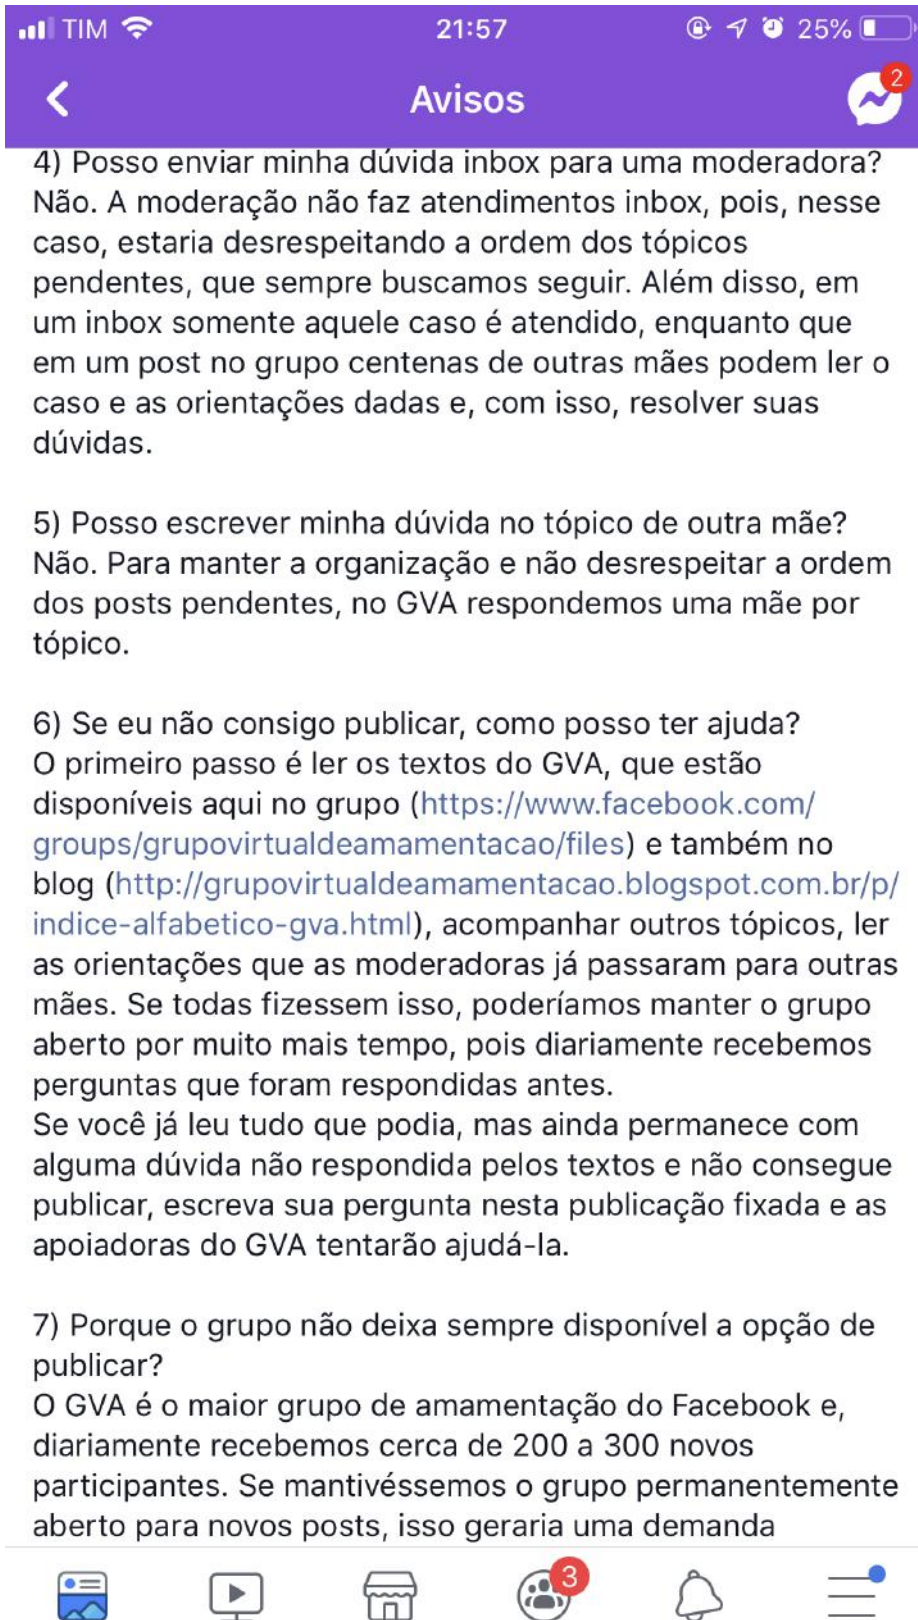 TIM
21:57
25%
Avisos
2
4) Posso enviar minha dúvida inbox para uma moderadora?
Não. A moderação não faz atendimentos inbox, pois, nesse
caso, estaria desrespeitando a ordem dos tópicos
pendentes, que sempre buscamos seguir. Além disso, em
um inbox somente aquele caso é atendido, enquanto que
em um post no grupo centenas de outras mães podem ler o
caso e as orientações dadas e, com isso, resolver suas
dúvidas.
5) Posso escrever minha dúvida no tópico de outra mãe?
Não. Para manter a organização e não desrespeitar a ordem
dos posts pendentes, no GVA respondemos uma mãe por
tópico.
6) Se eu não consigo publicar, como posso ter ajuda?
O primeiro passo é ler os textos do GVA, que estão
disponíveis aqui no grupo (https://www.facebook.com/
groups/grupovirtualdeamamentacao/files) e também no
blog (http://grupovirtualdeamamentacao.blogspot.com.br/p/
indice-alfabetico-gva.html), acompanhar outros tópicos, ler
as orientações que as moderadoras já passaram para outras
mães. Se todas fizessem isso, poderíamos manter o grupo
aberto por muito mais tempo, pois diariamente recebemos
perguntas que foram respondidas antes.
Se você já leu tudo que podia, mas ainda permanece com
alguma dúvida não respondida pelos textos e não consegue
publicar, escreva sua pergunta nesta publicação fixada e as
apoiadoras do GVA tentarão ajudá-la.
7) Porque o grupo não deixa sempre disponível a opção de
publicar?
O GVA é o maior grupo de amamentação do Facebook e,
diariamente recebemos cerca de 200 a 300 novos
participantes. Se mantivéssemos o grupo permanentemente
aberto para novos posts, isso geraria uma demanda
3